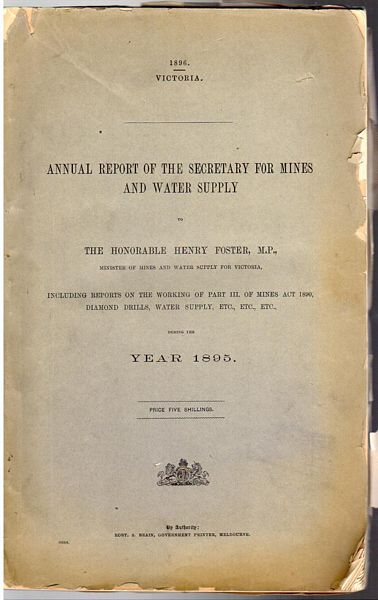 1896.
VICTORIA.
ANNUAL REPORT OF THE SECRETARY FOR MINES
AND WATER SUPPLY
TO
THE HONORABLE HENRY FOSTER, M.P.,
MINISTER OF MINES AND WATER SUPPLY FOR VICTORIA,
INCLUDING REPORTS ON THE WORKING OF PART III. OF MINES ACT 1890,
DIAMOND DRILLS, WATER SUPPLY, ETC., ETC., ETC.,
DURING THE
YEAR 1895.
PRICE FIVE SHILLINGS.
By Authority:
ROBT. S. BRAIN, GOVERNMENT PRINTER, MELBOURNE.